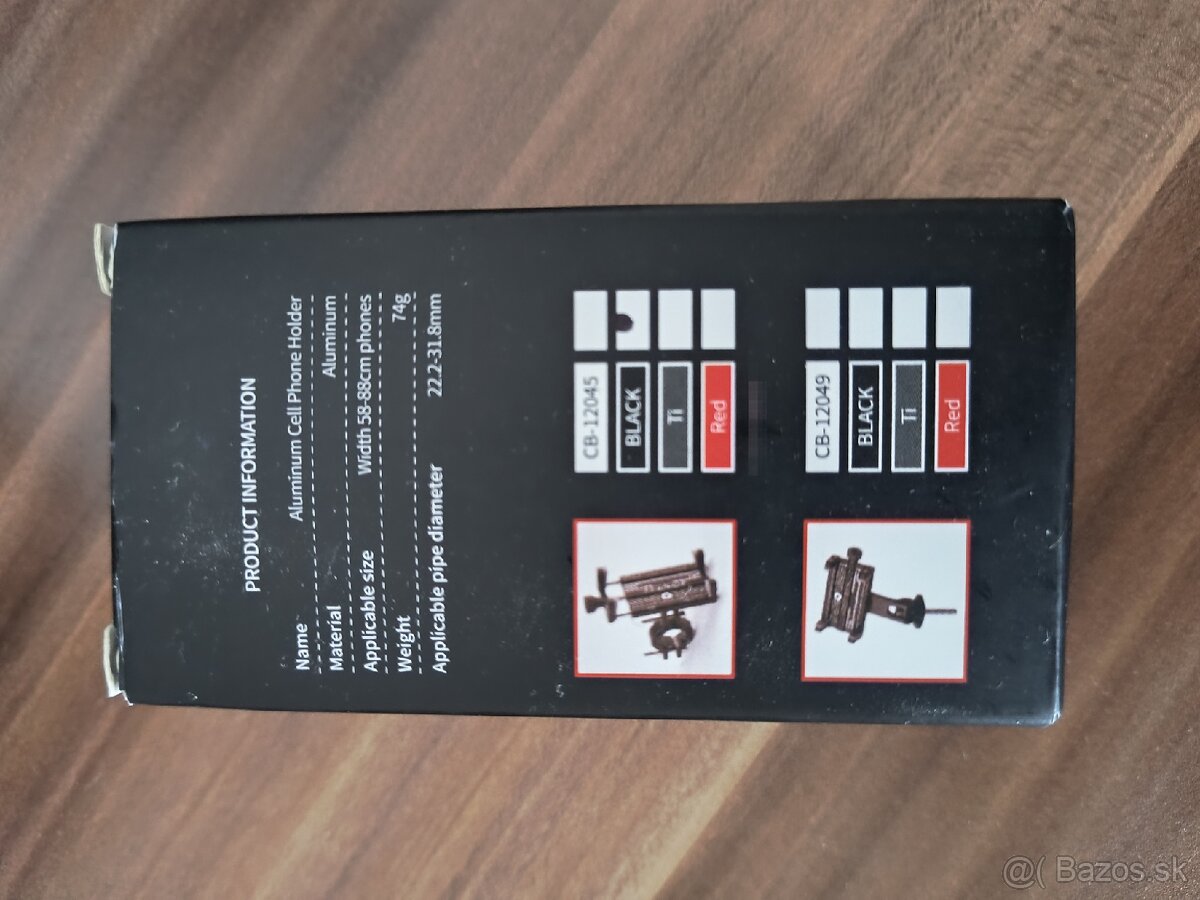 PRODUCT INFORMATION
Name Aluminum Cell Phone Holder
Material Aluminum
Applicable size Width 58-88cm phones
Weight 74g
Applicable pipe diameter 22.2-31.8mm
CB-12045
BLACK
Ti
Red
CB-12049
BLACK
Ti
Red
@( Bazos.sk